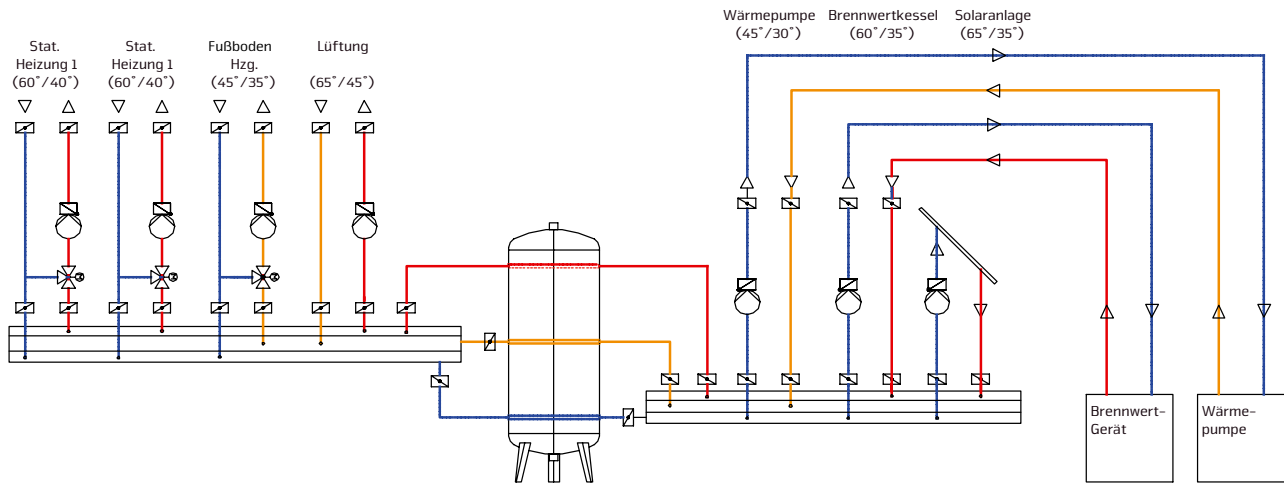 Stat.
Heizung 1
(60°/40°)
Stat.
Heizung 1
(60°/40°)
Fußboden
Hzg.
(45°/35°)
Lüftung
(65°/45°)
Wärmepumpe
(45°/30°)
Brennwertkessel
(60°/35°)
Solaranlage
(65°/35°)
Brennwert-
Gerät
Wärme-
pumpe